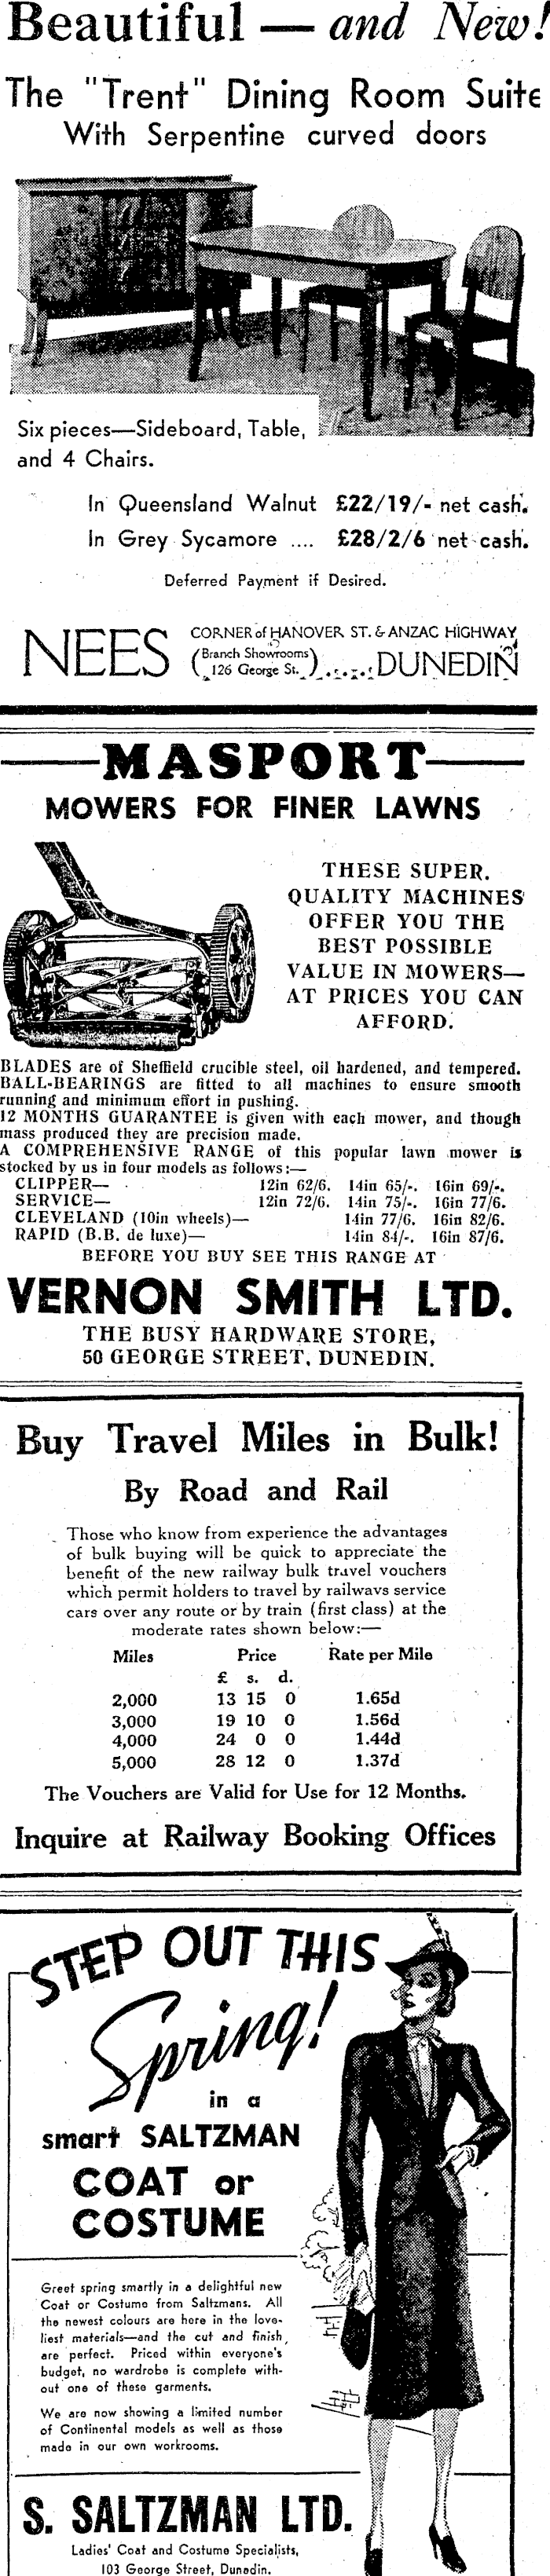 Beautiful — and New!
The "Trent" Dining Room Suite
With Serpentine curved doors
Six pieces—Sideboard, Table,
and 4 Chairs.
In Queensland Walnut £22/19/- net cash.
In Grey Sycamore .... £28/2/6 net cash.
Deferred Payment if Desired.
NEES
CORNER of HANOVER ST. & ANZAC HIGHWAY
(Branch Showrooms 126 George St.) ..... DUNEDIN
MASPORT
MOWERS FOR FINER LAWNS
THESE SUPER.
QUALITY MACHINES
OFFER YOU THE
BEST POSSIBLE
VALUE IN MOWERS—
AT PRICES YOU CAN
AFFORD.
BLADES are of Sheffield crucible steel, oil hardened, and tempered.
BALL-BEARINGS are fitted to all machines to ensure smooth
running and minimum effort in pushing.
12 MONTHS GUARANTEE is given with each mower, and though
mass produced they are precision made.
A COMPREHENSIVE RANGE of this popular lawn mower is
stocked by us in four models as follows:—
CLIPPER— 12in 62/6. 14in 65/-. 16in 69/-.
SERVICE— 12in 72/6. 14in 75/-. 16in 77/6.
CLEVELAND (10in wheels)— 14in 77/6. 16in 82/6.
RAPID (B.B. de luxe)— 14in 84/-. 16in 87/6.
BEFORE YOU BUY SEE THIS RANGE AT
VERNON SMITH LTD.
THE BUSY HARDWARE STORE,
50 GEORGE STREET, DUNEDIN.
Buy Travel Miles in Bulk!
By Road and Rail
Those who know from experience the advantages
of bulk buying will be quick to appreciate the
benefit of the new railway bulk travel vouchers
which permit holders to travel by railways service
cars over any route or by train (first class) at the
moderate rates shown below:—
Miles Price Rate per Mile
£ s. d.
2,000 13 15 0 1.65d
3,000 19 10 0 1.56d
4,000 24 0 0 1.44d
5,000 28 12 0 1.37d
The Vouchers are Valid for Use for 12 Months.
Inquire at Railway Booking Offices
STEP OUT THIS
Spring!
in a
smart SALTZMAN
COAT or
COSTUME
Greet spring smartly in a delightful new
Coat or Costume from Saltzmans. All
the newest colours are here in the love-
liest materials—and the cut and finish
are perfect. Priced within everyone's
budget, no wardrobe is complete with-
out one of these garments.
We are now showing a limited number
of Continental models as well as those
made in our own workrooms.
S. SALTZMAN LTD.
Ladies' Coat and Costume Specialists,
103 George Street, Dunedin.